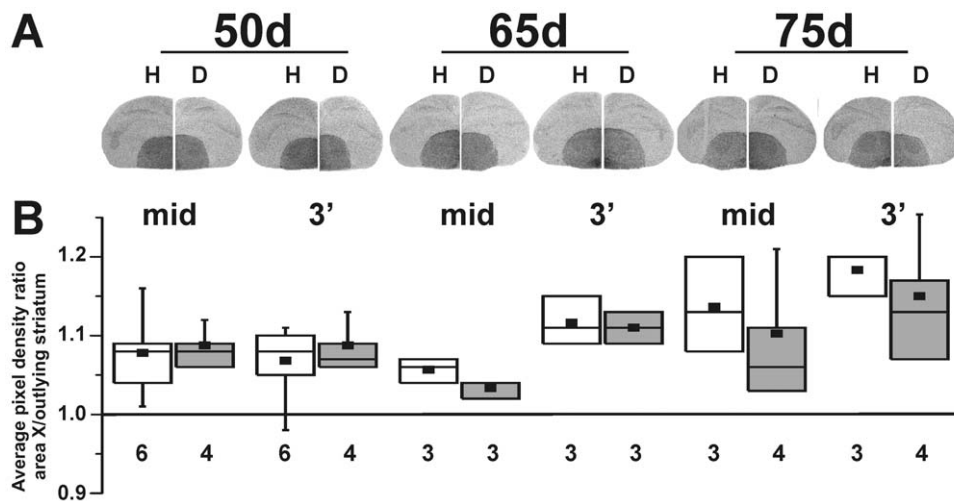 A
50d 65d 75d
H D H D H D H D H D H D
B
mid 3’ mid 3’ mid 3’
Average pixel density ratio
area X/outlying striatum
1.2
1.10
1.0
0.9
6 4 6 4 3 3 3 3 3 4 3 4